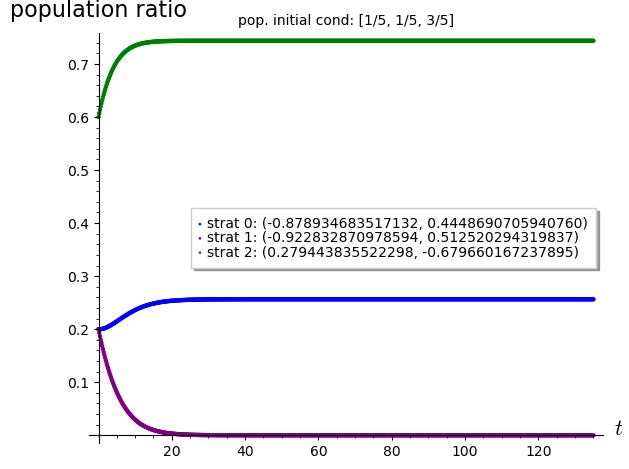 population ratio
pop. initial cond: [1/5, 1/5, 3/5]
0.7
0.6
0.5
0.4
0.3
0.2
0.1
strat 0: (-0.878934683517132, 0.4448690705940760)
strat 1: (-0.922832870978594, 0.512520294319837)
strat 2: (0.279443835522298, -0.679660167237895)
20 40 60 80 100 120
t